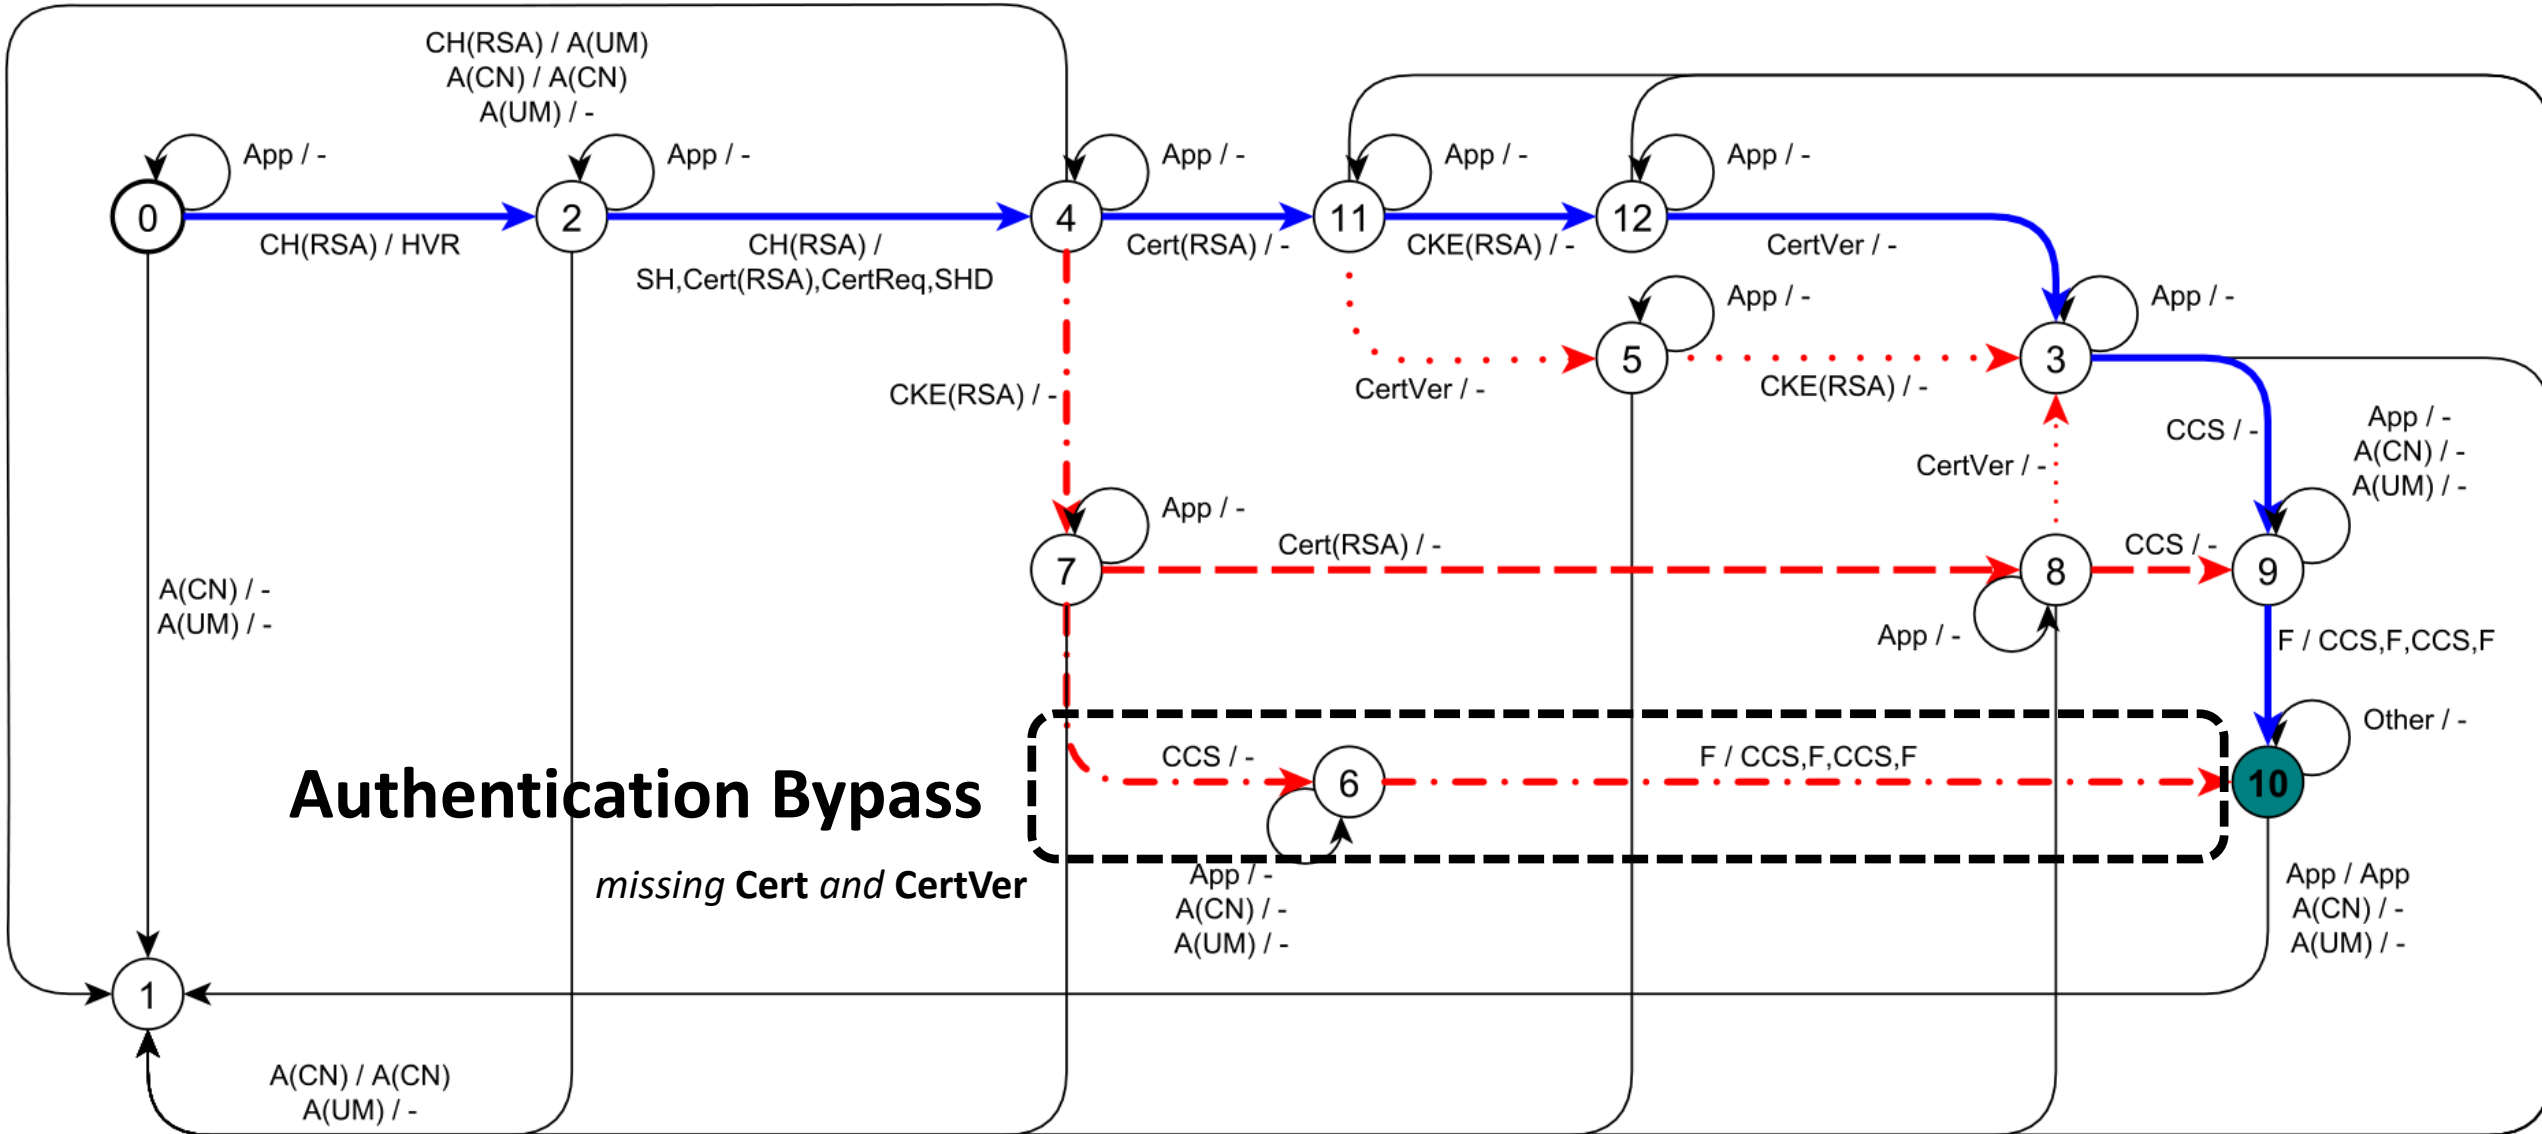 CH(RSA) / A(UM)
A(CN) / A(CN)
A(UM) / -
App / -
App / -
App / -
App / -
App / -
0
2
4
11
12
CH(RSA) / HVR
CH(RSA) /
SH,Cert(RSA),CertReq,SHD
Cert(RSA) / -
CKE(RSA) / -
CertVer / -
App / -
App / -
5
3
CertVer / -
CKE(RSA) / -
CKE(RSA) / -
CCS / -
App / -
A(CN) / -
A(UM) / -
CertVer / -
App / -
Cert(RSA) / -
CCS / -
7
8
9
A(CN) / -
A(UM) / -
App / -
F / CCS,F,CCS,F
Other / -
CCS / -
F / CCS,F,CCS,F
Authentication Bypass
6
10
missing Cert and CertVer
App / -
A(CN) / -
A(UM) / -
App / App
A(CN) / -
A(UM) / -
1
A(CN) / A(CN)
A(UM) / -